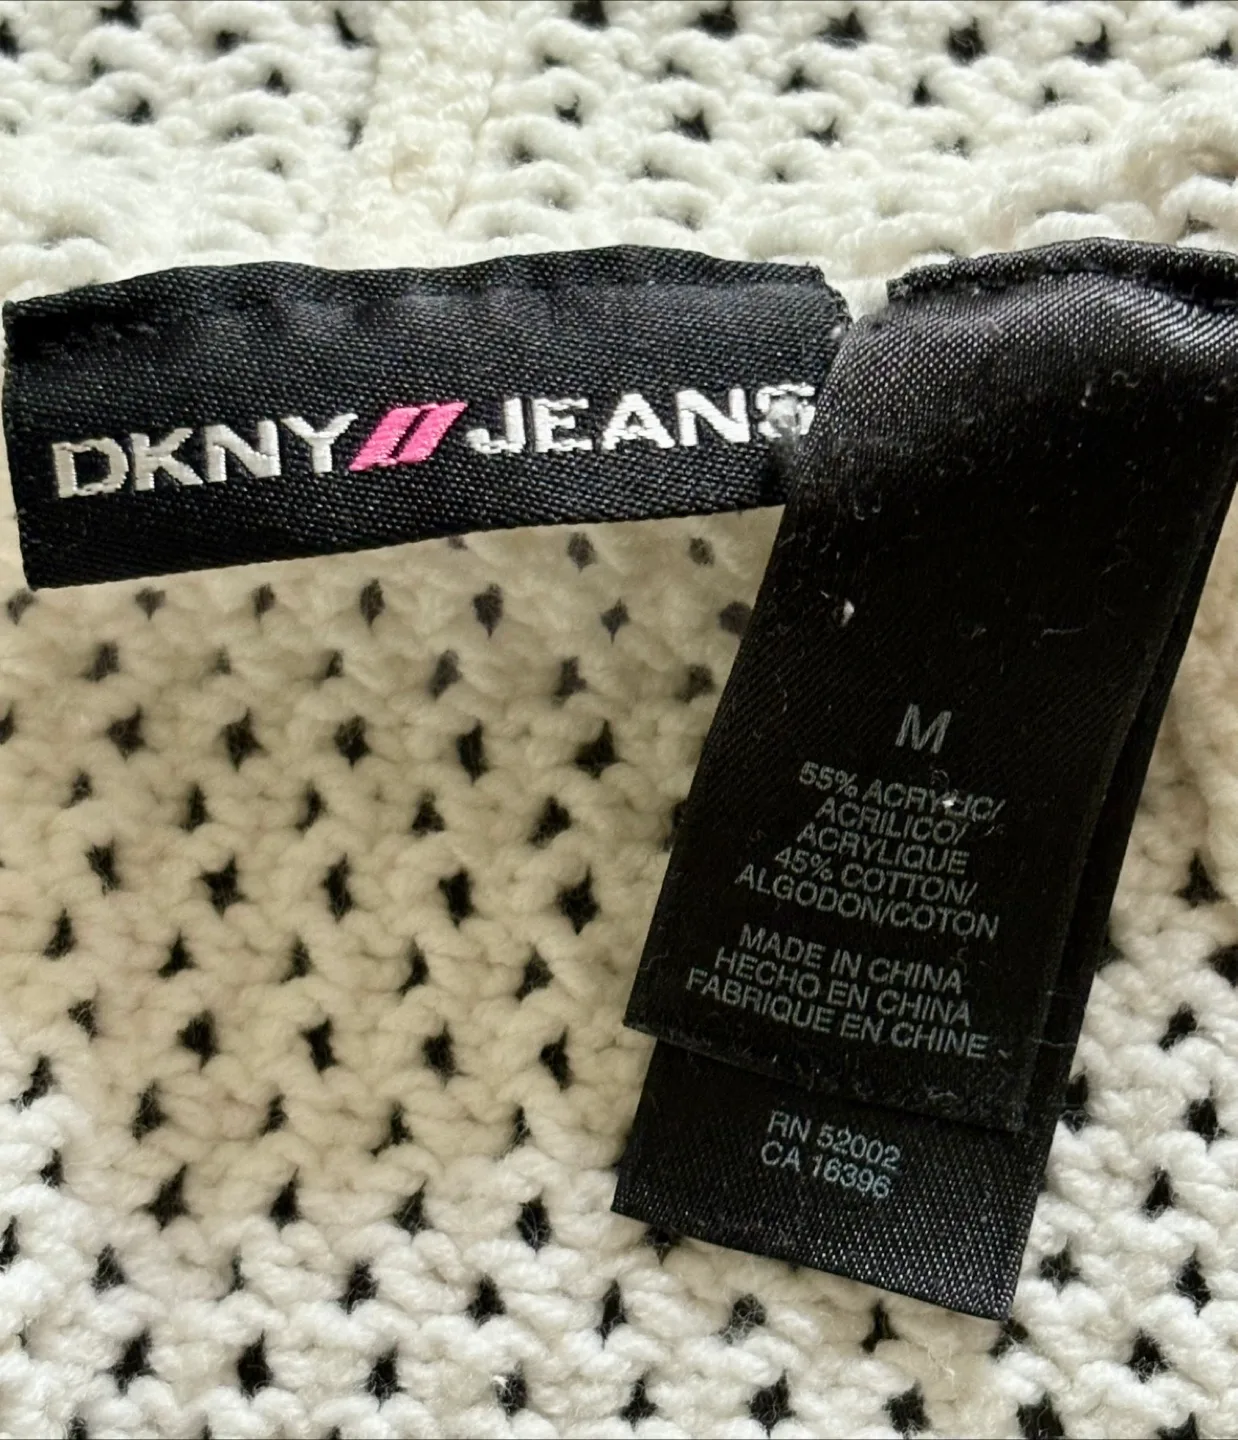 DKNY JEANS
M
55% ACRYLIC/
ACRILICO/
ACRYLIQUE
45% COTTON/
ALGODON/COTON
MADE IN CHINA
HECHO EN CHINA
FABRIQUE EN CHINE
RN 52002
CA 16396